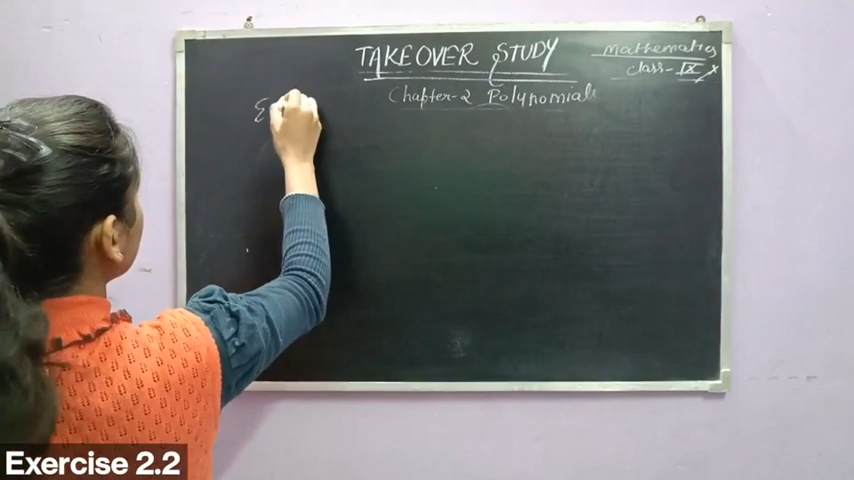 TAKEOVER STUDY
Mathematics
Class-IX
Chapter-2 Polynomials
E
Exercise 2.2